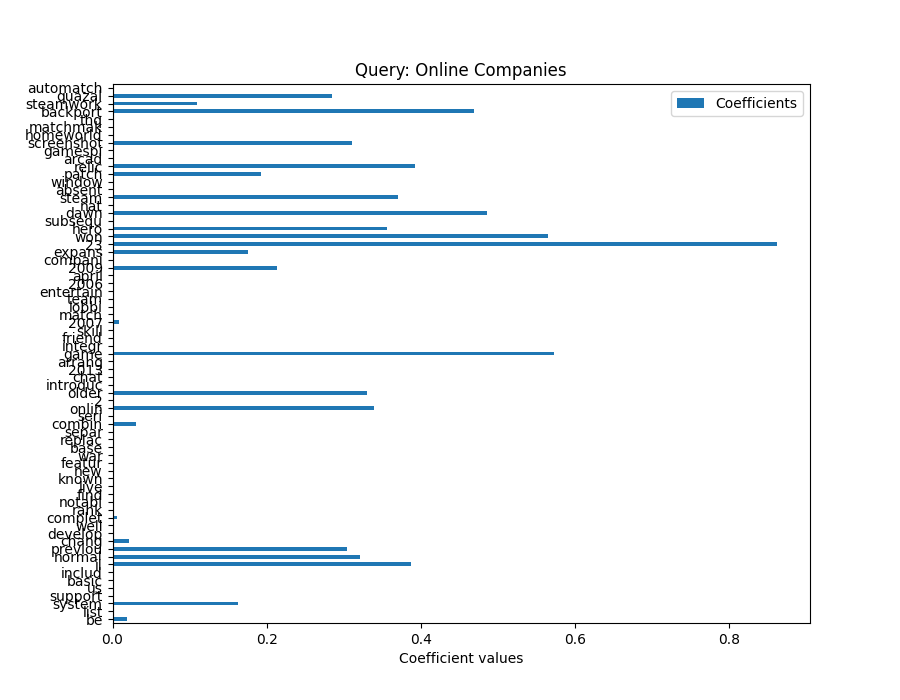 Query: Online Companies
Coefficients
automatch
quazal
steamwork
backport
thq
matchmak
homeworld
screenshot
gamespi
arcad
relic
patch
window
absent
steam
nat
dawn
subsequ
hero
won
23
expans
compani
2009
april
2006
entertain
team
lobbi
match
2007
skill
friend
integr
game
arrang
2013
chat
introduc
older
2
onlin
seri
combin
separ
replac
base
war
featur
new
known
live
find
notabl
rank
complet
well
develop
chang
previou
normal
ii
includ
basic
us
support
system
list
be
0.0 0.2 0.4 0.6 0.8
Coefficient values